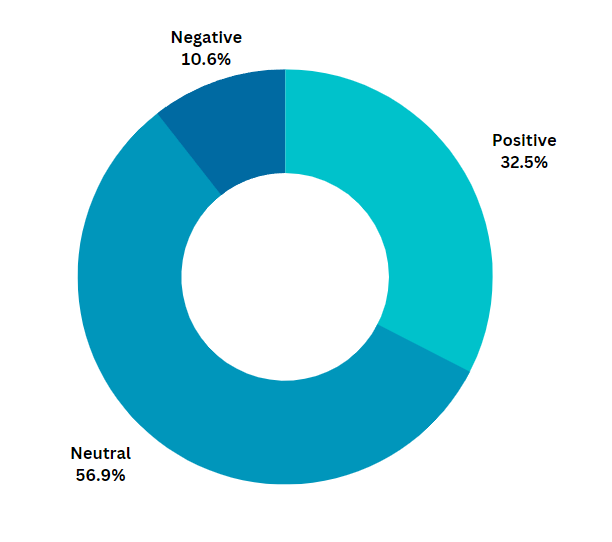 Negative
10.6%
Positive
32.5%
Neutral
56.9%